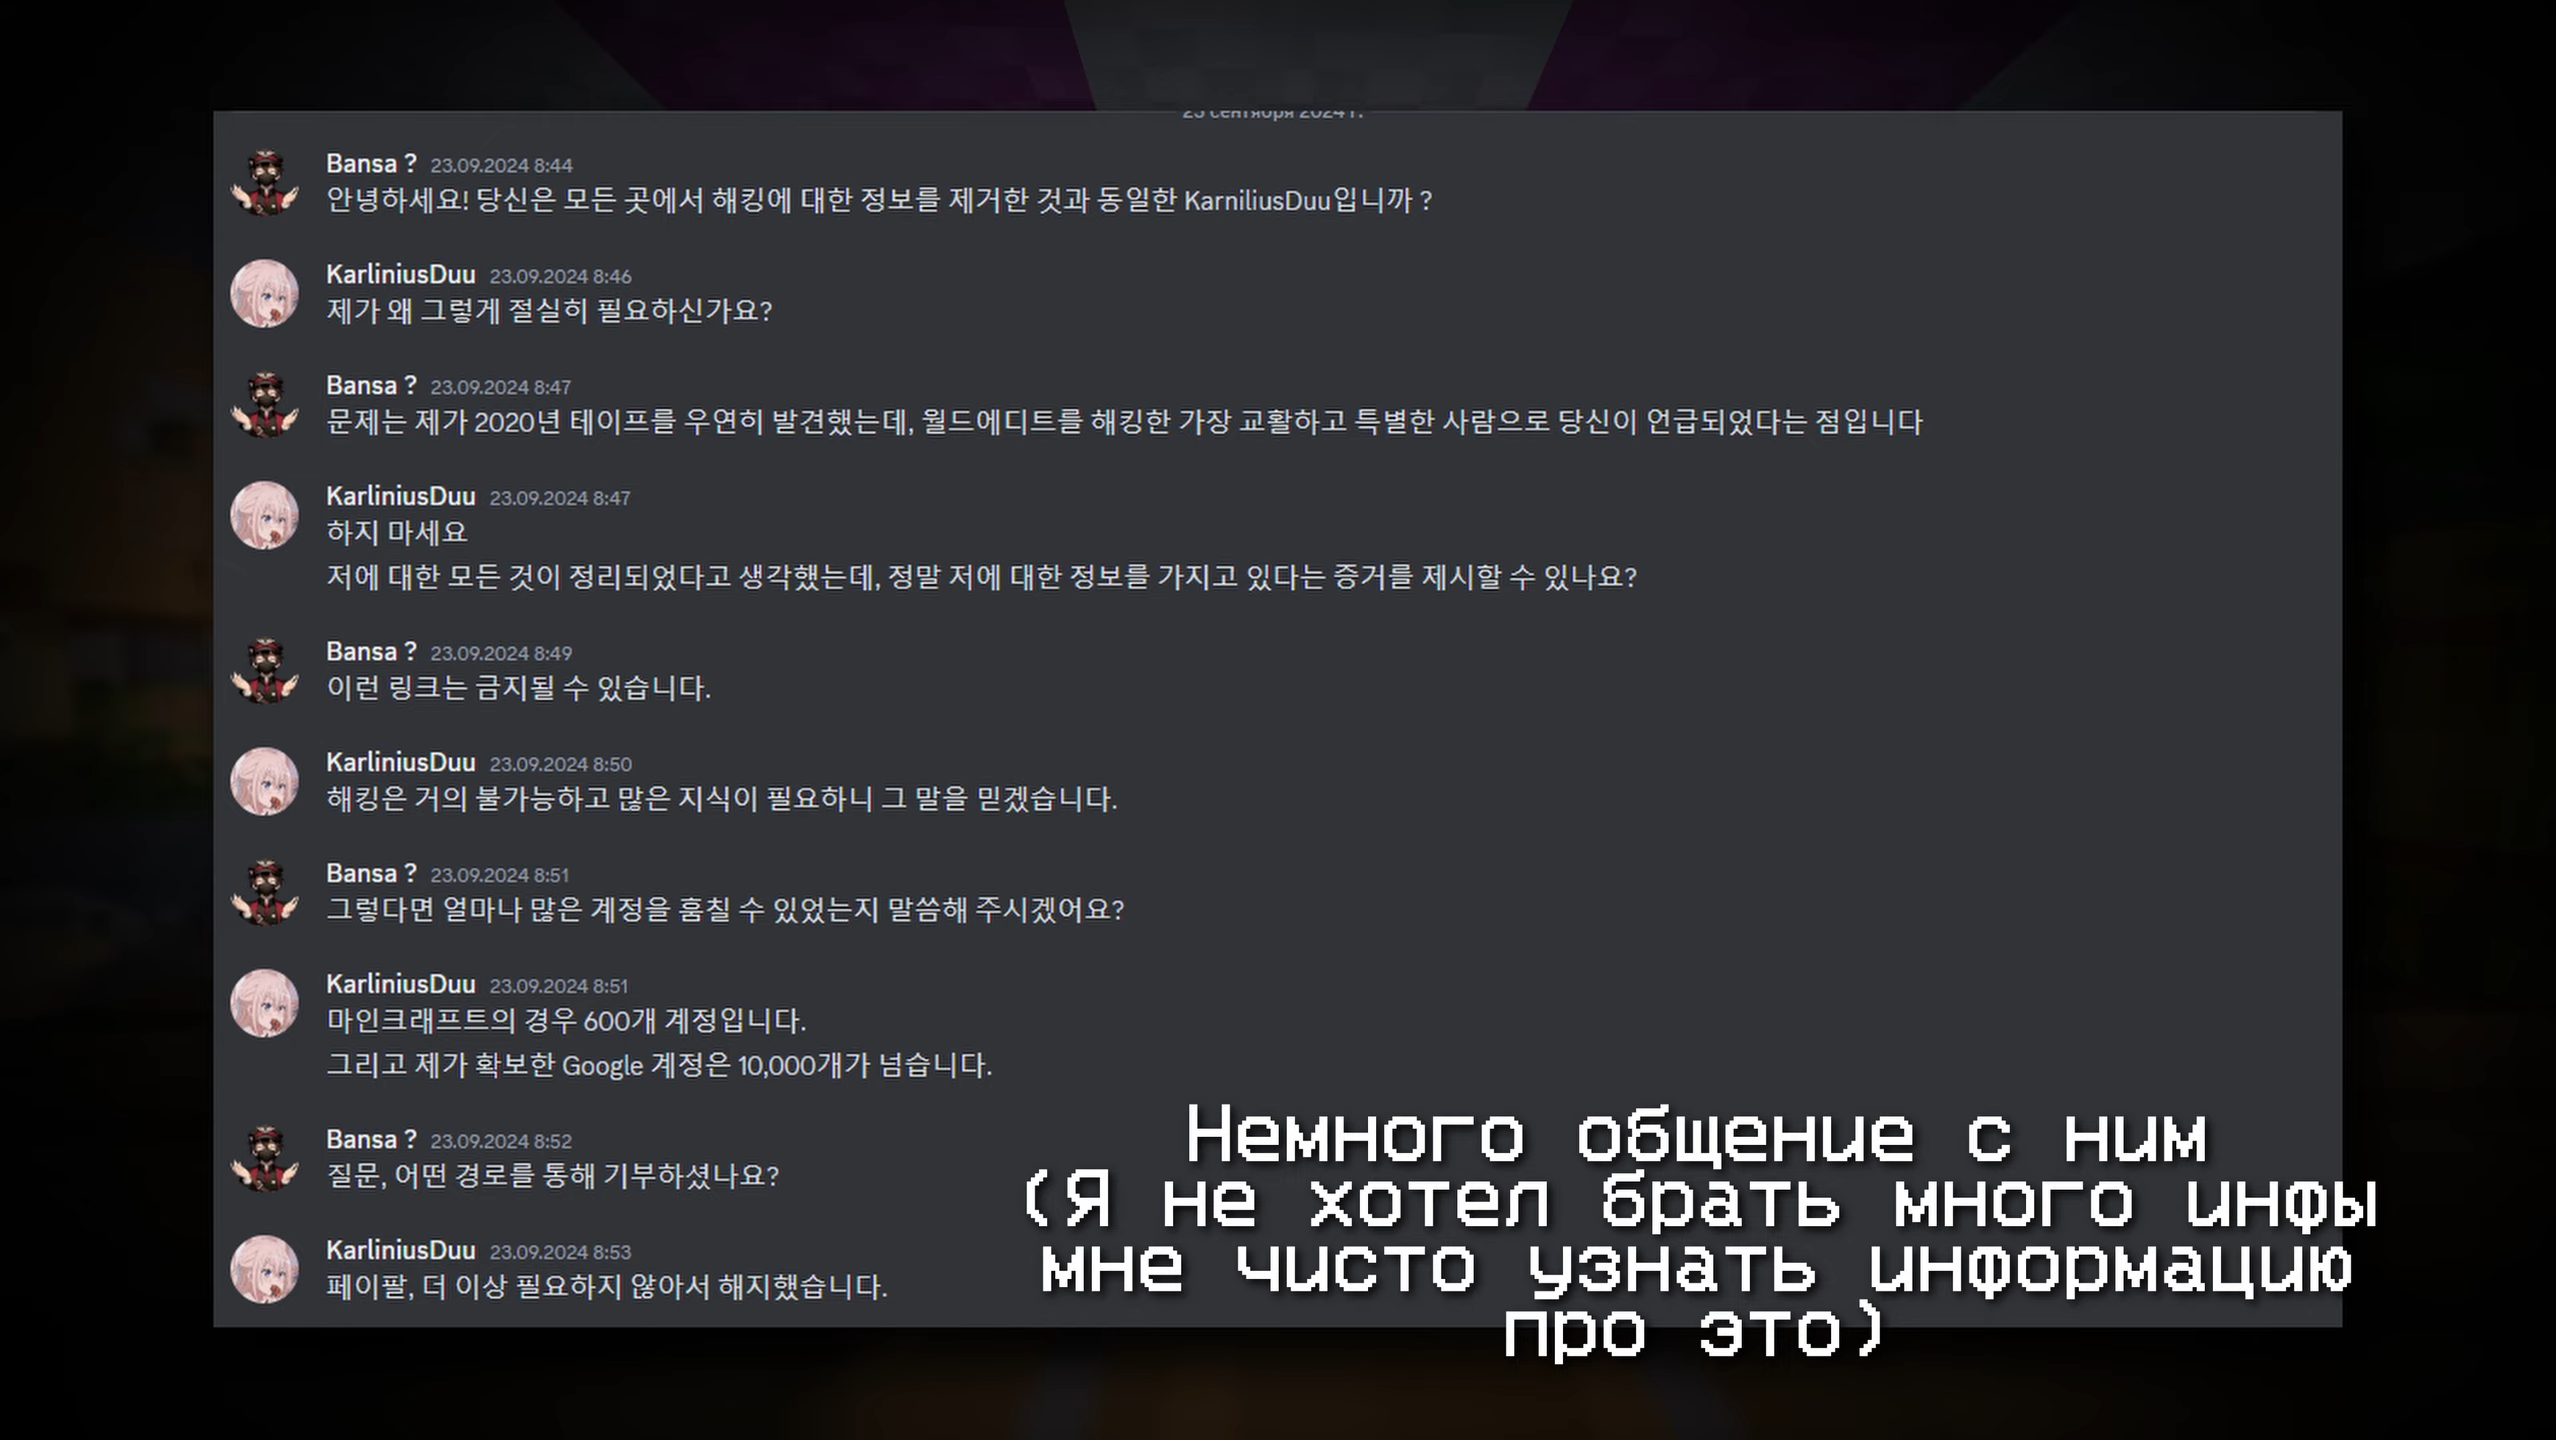 23 сентября 2024 г.
Bansa ? 23.09.2024 8:44
안녕하세요! 당신은 모든 곳에서 해킹에 대한 정보를 제거한 것과 동일한 KarniliusDuu입니까 ?
KarliniusDuu 23.09.2024 8:46
제가 왜 그렇게 절실히 필요하신가요?
Bansa ? 23.09.2024 8:47
문제는 제가 2020년 테이프를 우연히 발견했는데, 월드에디트를 해킹한 가장 교활하고 특별한 사람으로 당신이 언급되었다는 점입니다
KarliniusDuu 23.09.2024 8:47
하지 마세요
저에 대한 모든 것이 정리되었다고 생각했는데, 정말 저에 대한 정보를 가지고 있다는 증거를 제시할 수 있나요?
Bansa ? 23.09.2024 8:49
이런 링크는 금지될 수 있습니다.
KarliniusDuu 23.09.2024 8:50
해킹은 거의 불가능하고 많은 지식이 필요하니 그 말을 믿겠습니다.
Bansa ? 23.09.2024 8:51
그렇다면 얼마나 많은 계정을 훔칠 수 있었는지 말씀해 주시겠어요?
KarliniusDuu 23.09.2024 8:51
마인크래프트의 경우 600개 계정입니다.
그리고 제가 확보한 Google 계정은 10,000개가 넘습니다.
Bansa ? 23.09.2024 8:52
질문, 어떤 경로를 통해 기부하셨나요?
KarliniusDuu 23.09.2024 8:53
페이팔, 더 이상 필요하지 않아서 해지했습니다.
Немного общение с ним
(Я не хотел брать много инфы
мне чисто узнать информацию
про это)